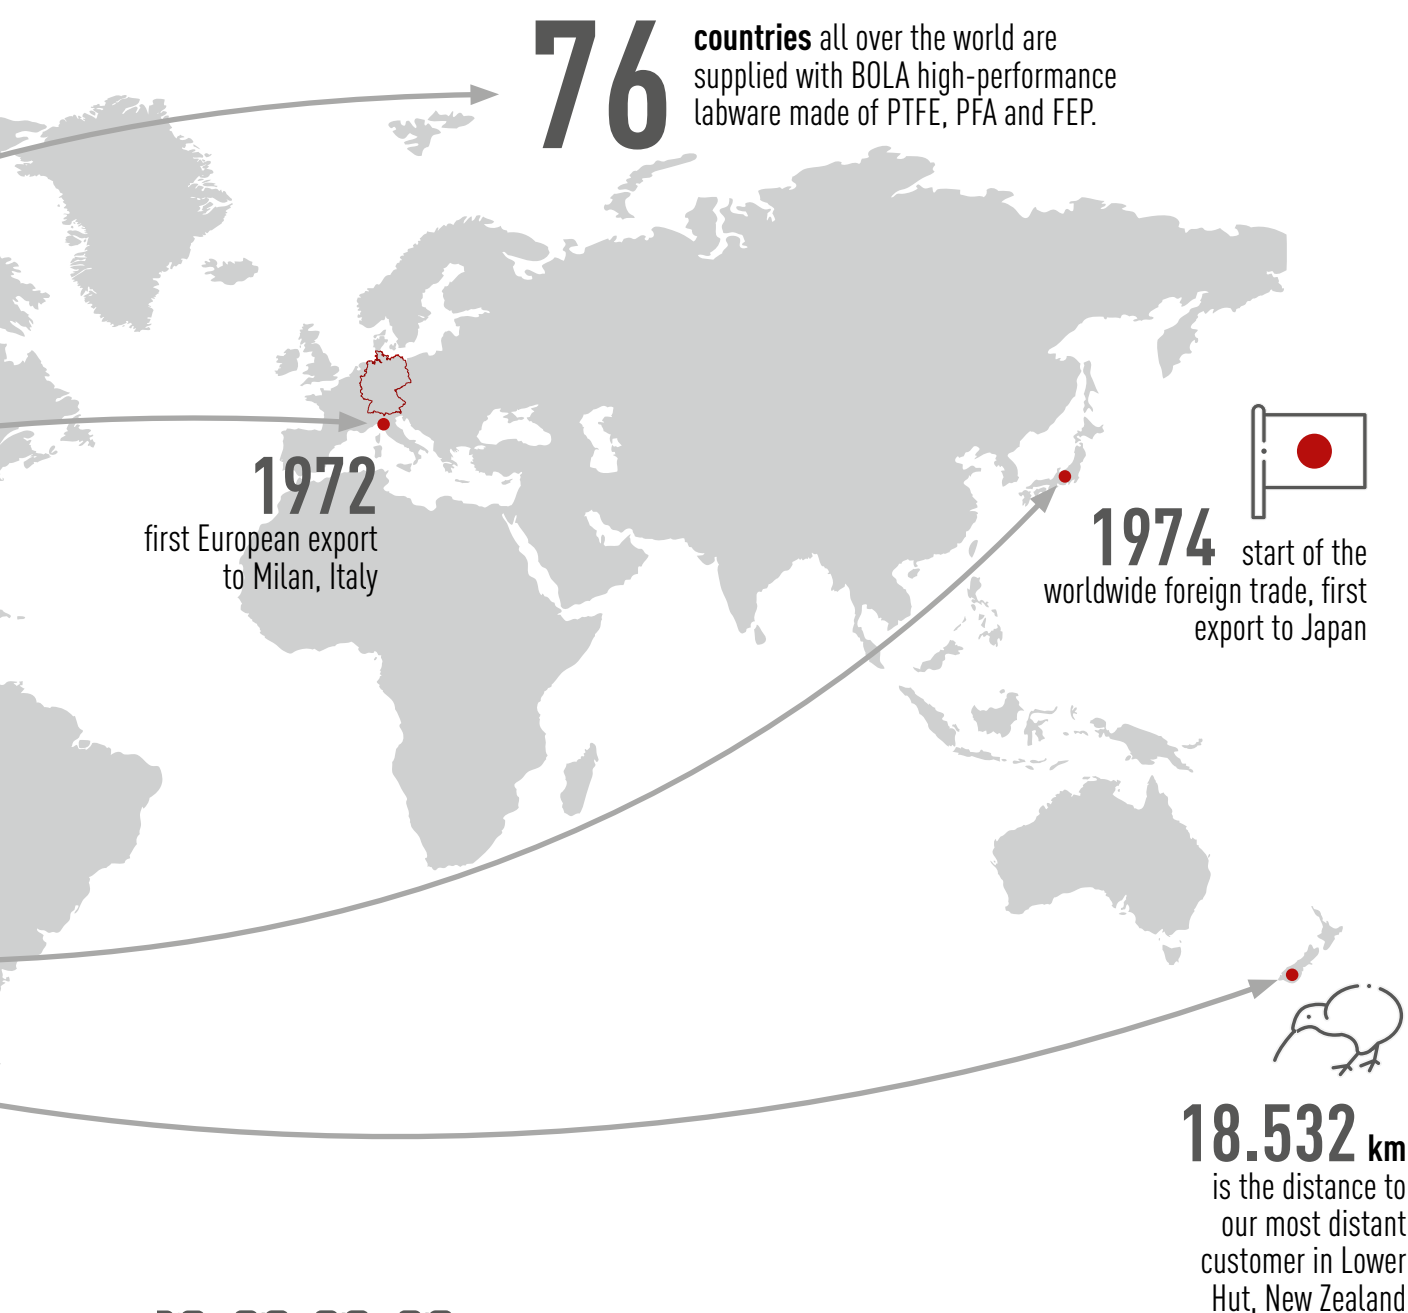 76
countries all over the world are
supplied with BOLA high-performance
labware made of PTFE, PFA and FEP.
1972
first European export
to Milan, Italy
1974 start of the
worldwide foreign trade, first
export to Japan
18.532 km
is the distance to
our most distant
customer in Lower
Hut, New Zealand